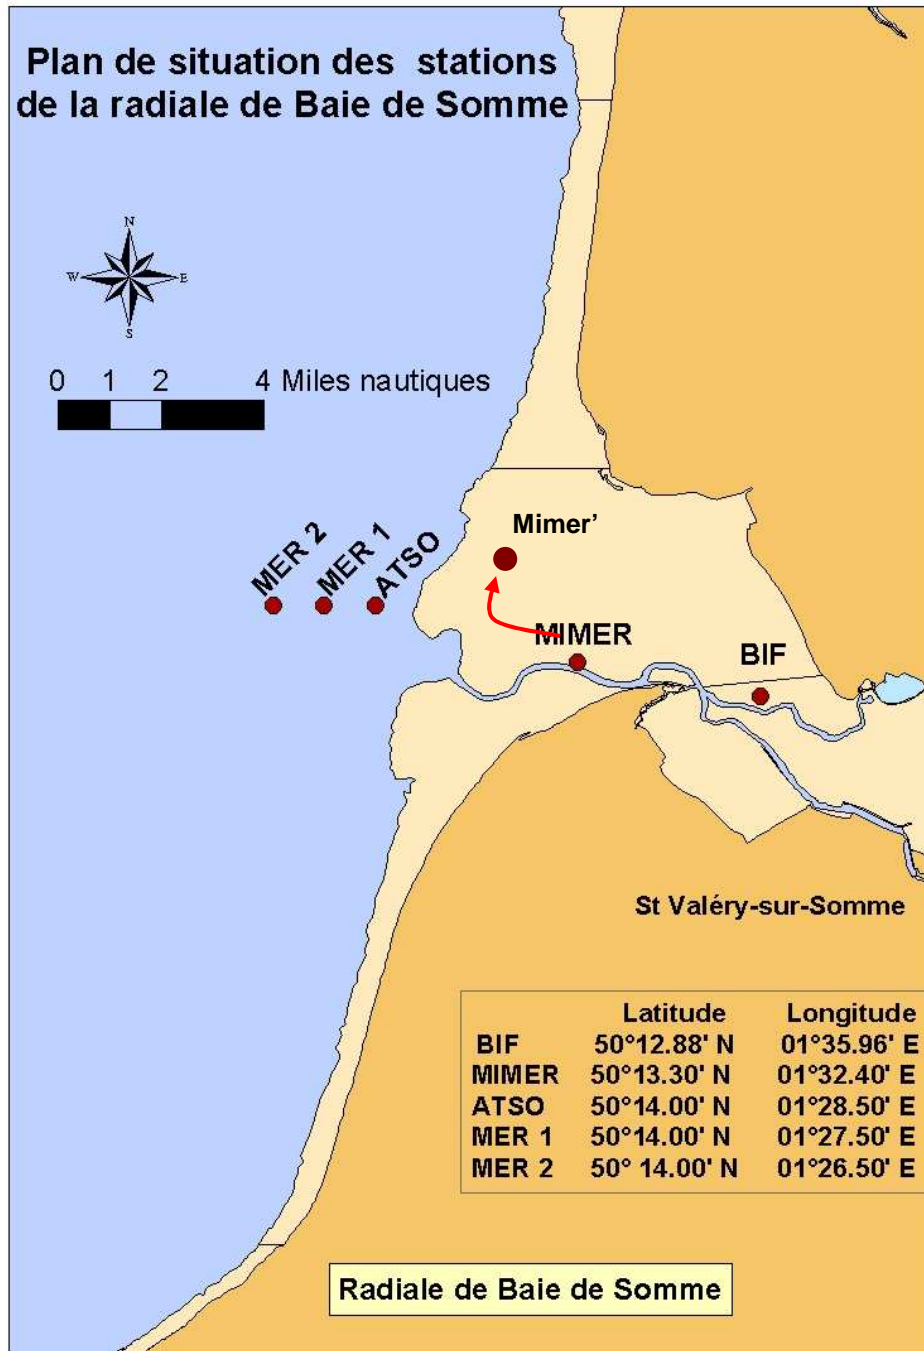 Plan de situation des stations
de la radiale de Baie de Somme
N
W E
S
0 1 2 4 Miles nautiques
Mimer’
MER 2
MER 1
ATSO
MIMER
BIF
St Valéry-sur-Somme
Latitude Longitude
BIF 50°12.88' N 01°35.96' E
MIMER 50°13.30' N 01°32.40' E
ATSO 50°14.00' N 01°28.50' E
MER 1 50°14.00' N 01°27.50' E
MER 2 50° 14.00' N 01°26.50' E
Radiale de Baie de Somme